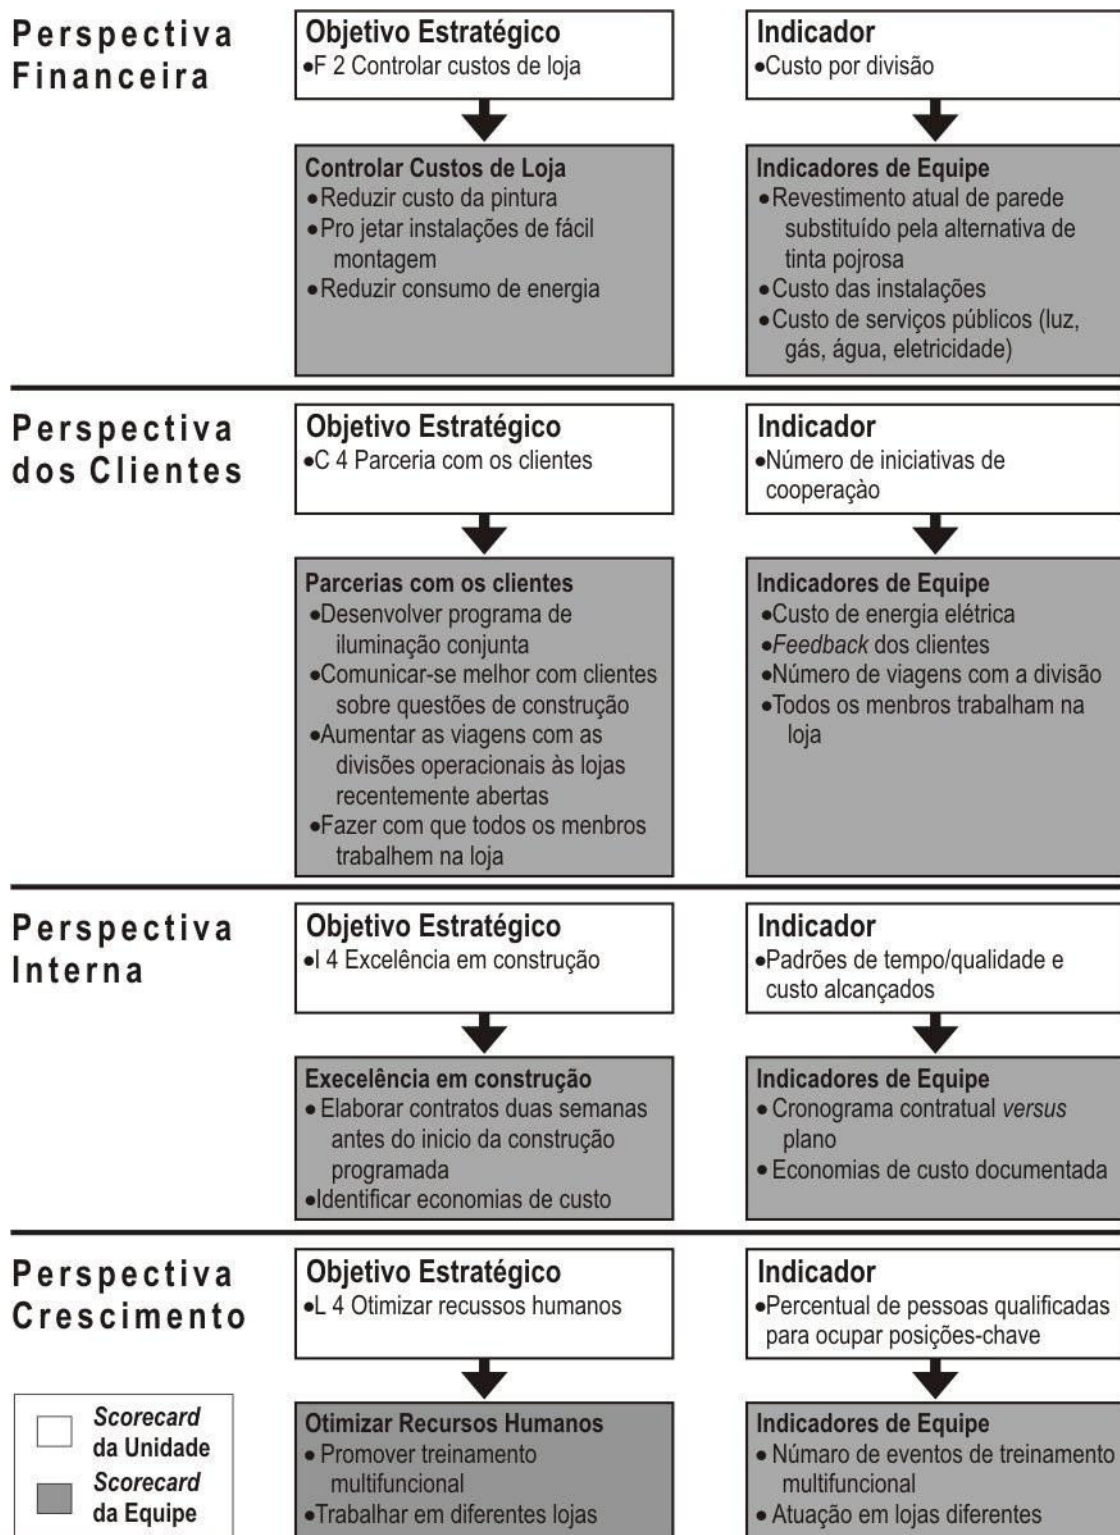 Perspectiva
Financeira
Objetivo Estratégico
•F 2 Controlar custos de loja
Indicador
•Custo por divisão
Controlar Custos de Loja
•Reduzir custo da pintura
•Pro jetar instalações de fácil
montagem
•Reduzir consumo de energia
Indicadores de Equipe
•Revestimento atual de parede
substituído pela alternativa de
tinta pojrosa
•Custo das instalações
•Custo de serviços públicos (luz,
gás, água, eletricidade)
Perspectiva
dos Clientes
Objetivo Estratégico
•C 4 Parceria com os clientes
Indicador
•Número de iniciativas de
cooperaçào
Parcerias com os clientes
•Desenvolver programa de
iluminação conjunta
•Comunicar-se melhor com clientes
sobre questões de construção
•Aumentar as viagens com as
divisões operacionais às lojas
recentemente abertas
•Fazer com que todos os menbros
trabalhem na loja
Indicadores de Equipe
•Custo de energia elétrica
•Feedback dos clientes
•Número de viagens com a divisão
•Todos os menbros trabalham na
loja
Perspectiva
Interna
Objetivo Estratégico
•I 4 Excelência em construção
Indicador
•Padrões de tempo/qualidade e
custo alcançados
Execelência em construção
• Elaborar contratos duas semanas
antes do inicio da construção
programada
•Identificar economias de custo
Indicadores de Equipe
• Cronograma contratual versus
plano
• Economias de custo documentada
Perspectiva
Crescimento
Objetivo Estratégico
•L 4 Otimizar recussos humanos
Indicador
•Percentual de pessoas qualificadas
para ocupar posições-chave
Otimizar Recursos Humanos
• Promover treinamento
multifuncional
•Trabalhar em diferentes lojas
Indicadores de Equipe
• Númaro de eventos de treinamento
multifuncional
• Atuação em lojas diferentes
Scorecard
da Unidade
Scorecard
da Equipe